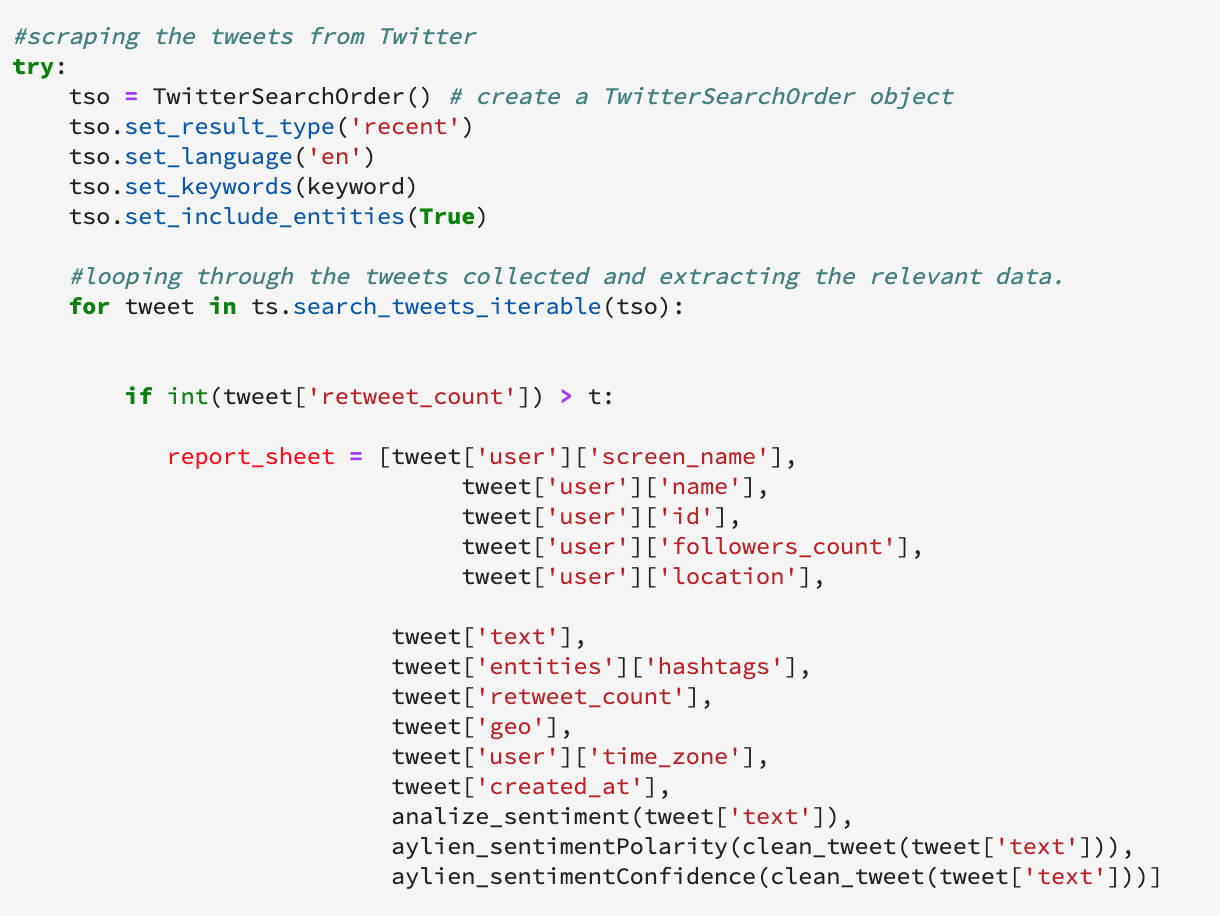 #scraping the tweets from Twitter
try:
    tso = TwitterSearchOrder() # create a TwitterSearchOrder object
    tso.set_result_type('recent')
    tso.set_language('en')
    tso.set_keywords(keyword)
    tso.set_include_entities(True)

    #looping through the tweets collected and extracting the relevant data.
    for tweet in ts.search_tweets_iterable(tso):


        if int(tweet['retweet_count']) > t:

           report_sheet = [tweet['user']['screen_name'],
                                tweet['user']['name'],
                                tweet['user']['id'],
                                tweet['user']['followers_count'],
                                tweet['user']['location'],

                           tweet['text'],
                           tweet['entities']['hashtags'],
                           tweet['retweet_count'],
                           tweet['geo'],
                           tweet['user']['time_zone'],
                           tweet['created_at'],
                           analize_sentiment(tweet['text']),
                           aylien_sentimentPolarity(clean_tweet(tweet['text'])),
                           aylien_sentimentConfidence(clean_tweet(tweet['text']))]